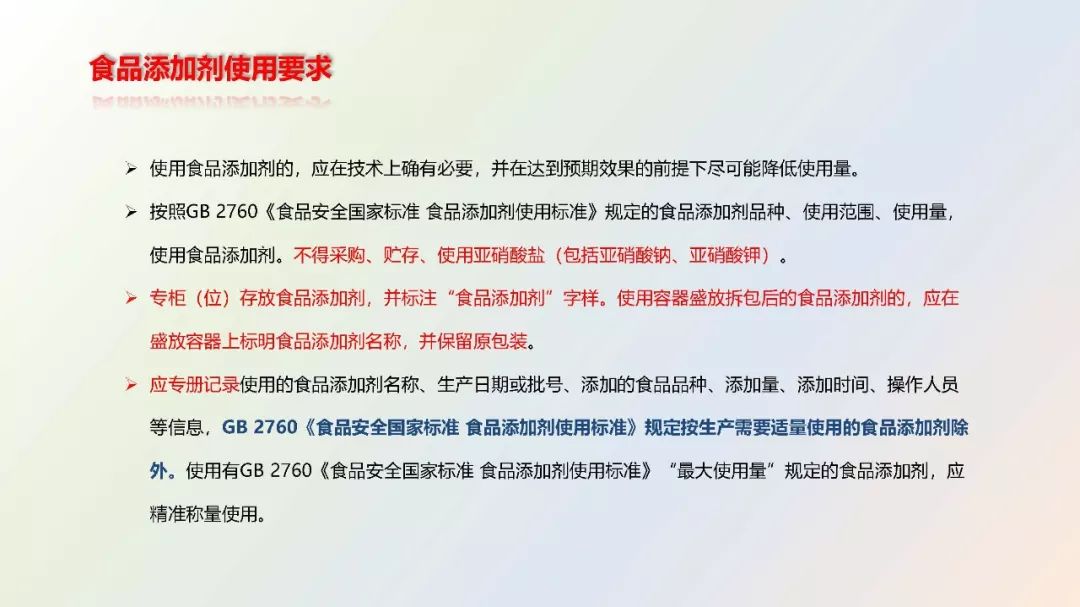 食品添加剂使用要求
➢ 使用食品添加剂的，应在技术上确有必要，并在达到预期效果的前提下尽可能降低使用量。
➢ 按照GB 2760《食品安全国家标准 食品添加剂使用标准》规定的食品添加剂品种、使用范围、使用量，
使用食品添加剂。不得采购、贮存、使用亚硝酸盐（包括亚硝酸钠、亚硝酸钾）。
➢ 专柜（位）存放食品添加剂，并标注“食品添加剂”字样。使用容器盛放拆包后的食品添加剂的，应在
盛放容器上标明食品添加剂名称，并保留原包装。
➢ 应专册记录使用的食品添加剂名称、生产日期或批号、添加的食品品种、添加量、添加时间、操作人员
等信息，GB 2760《食品安全国家标准 食品添加剂使用标准》规定按生产需要适量使用的食品添加剂除
外。使用有GB 2760《食品安全国家标准 食品添加剂使用标准》“最大使用量”规定的食品添加剂，应
精准称量使用。